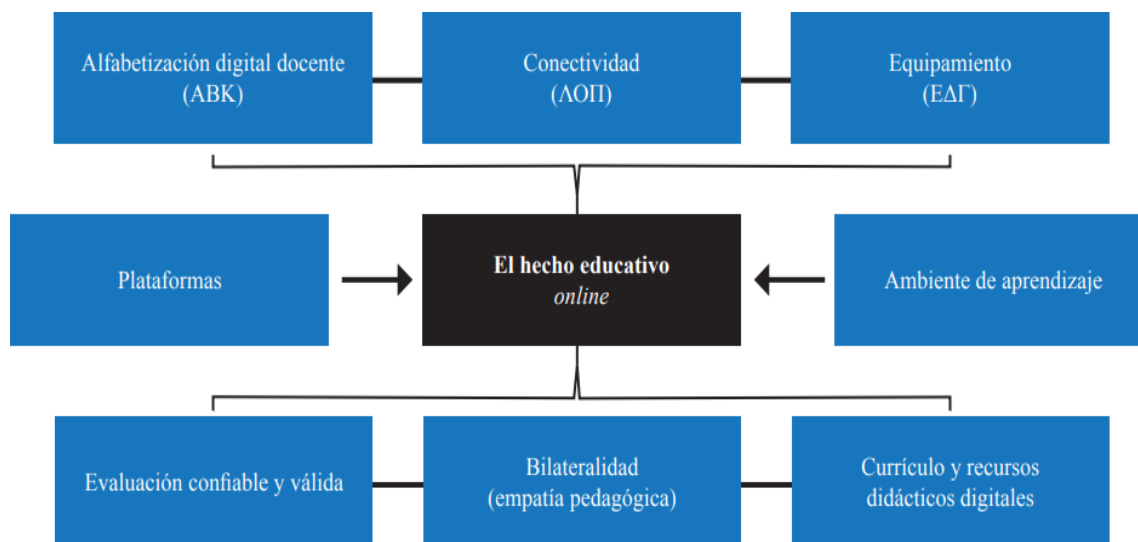 Alfabetización digital docente
(ABK)
Conectividad
(ΛΟΠ)
Equipamiento
(ΕΔΓ)
Plataformas
El hecho educativo
online
Ambiente de aprendizaje
Evaluación confiable y válida
Bilateralidad
(empatía pedagógica)
Currículo y recursos
didácticos digitales